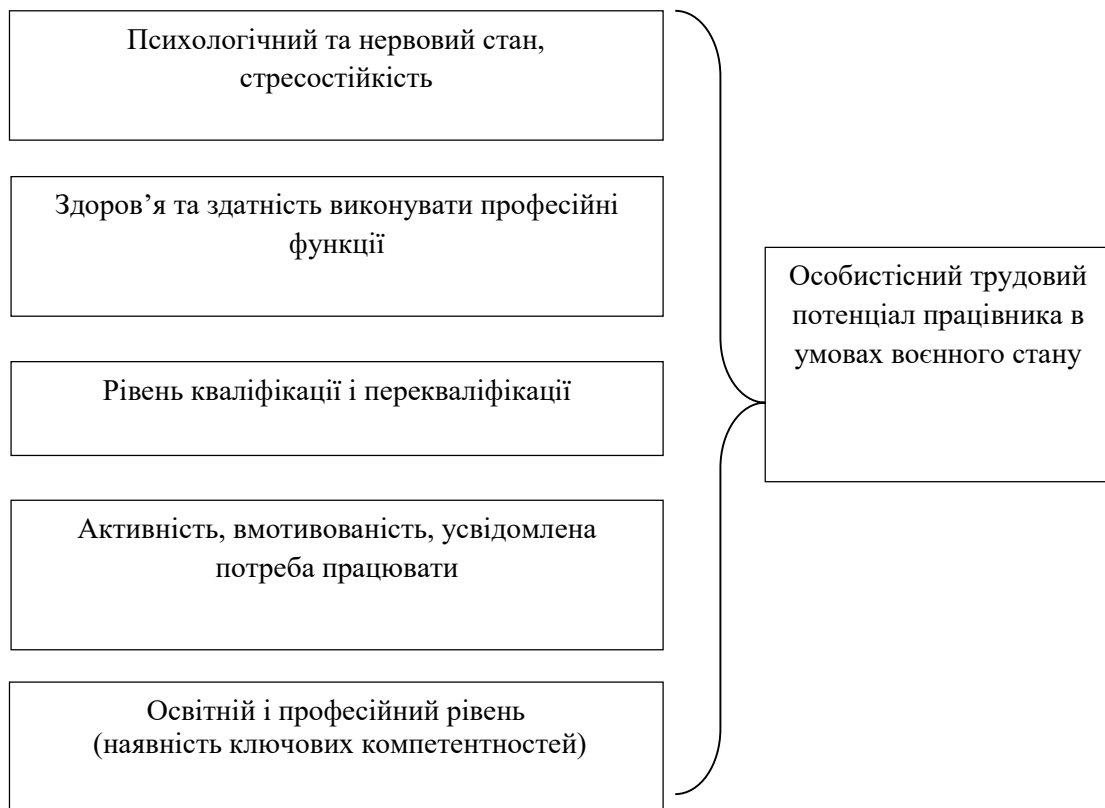 Психологічний та нервовий стан,
стресостійкість
Здоров’я та здатність виконувати професійні
функції
Рівень кваліфікації і перекваліфікації
Активність, вмотивованість, усвідомлена
потреба працювати
Освітній і професійний рівень
(наявність ключових компетентностей)
Особистісний трудовий
потенціал працівника в
умовах воєнного стану